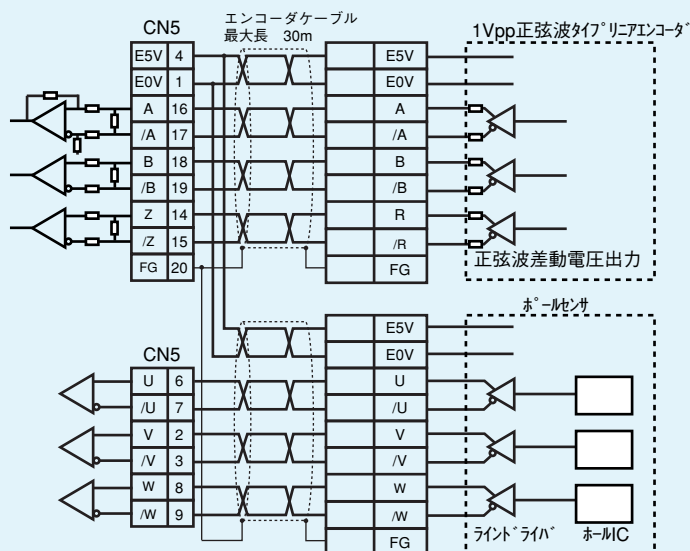 CN5
エンコーダケーブル
最大長 30m
1Vpp正弦波ﾀｲﾌﾟﾘﾆｱｴﾝｺｰﾀﾞ
E5V 4 E5V
E0V 1 E0V
A 16 A
/A 17 /A
B 18 B
/B 19 /B
Z 14 R
/Z 15 /R
FG 20 FG
正弦波差動電圧出力
ﾎﾟｰﾙｾﾝｻ
E5V
E0V
CN5
U 6 U
/U 7 /U
V 2 V
/V 3 /V
W 8 W
/W 9 /W
FG
ﾗｲﾝﾄﾞﾗｲﾊﾞ ﾎｰﾙIC